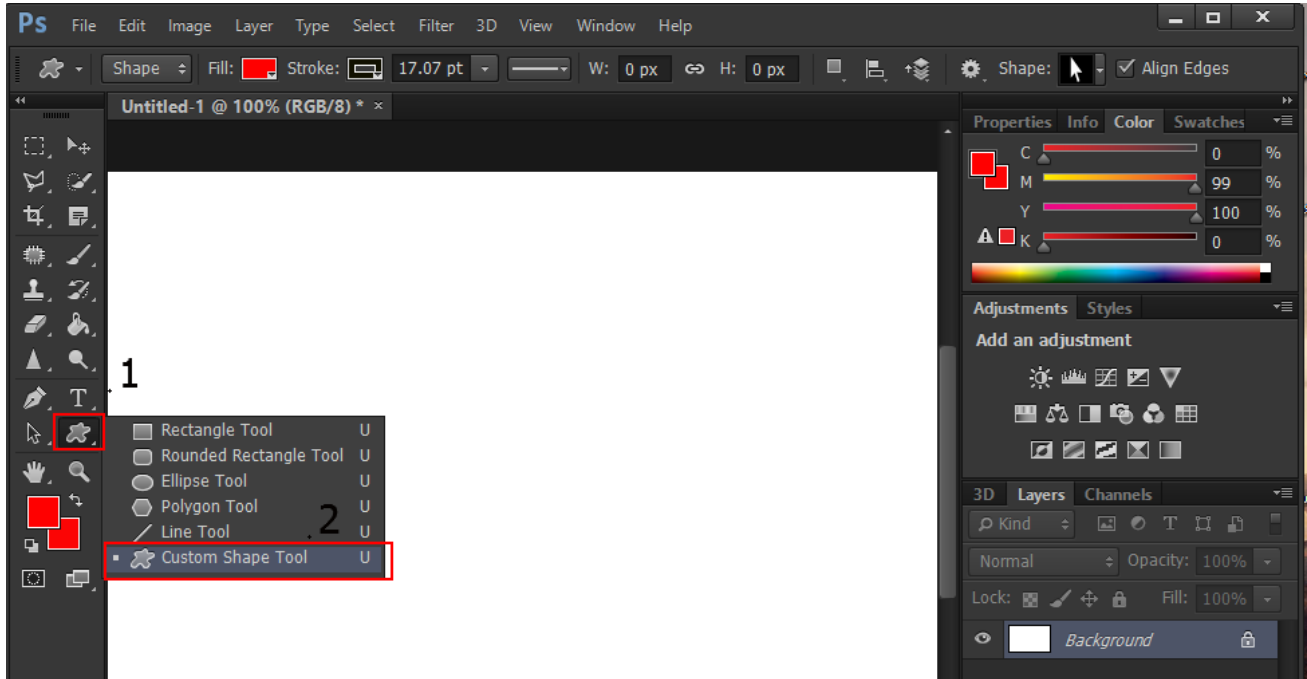 Ps File Edit Image Layer Type Select Filter 3D View Window Help
Shape Fill: Stroke: 17.07 pt W: 0 px H: 0 px Shape: Align Edges
Untitled-1 @ 100% (RGB/8) * ×
1
Rectangle Tool U
Rounded Rectangle Tool U
Ellipse Tool U
Polygon Tool U
Line Tool U
2
Custom Shape Tool U
Properties Info Color Swatches
C 0 %
M 99 %
Y 100 %
K 0 %
Adjustments Styles
Add an adjustment
3D Layers Channels
Kind
Normal Opacity: 100%
Lock: Fill: 100%
Background